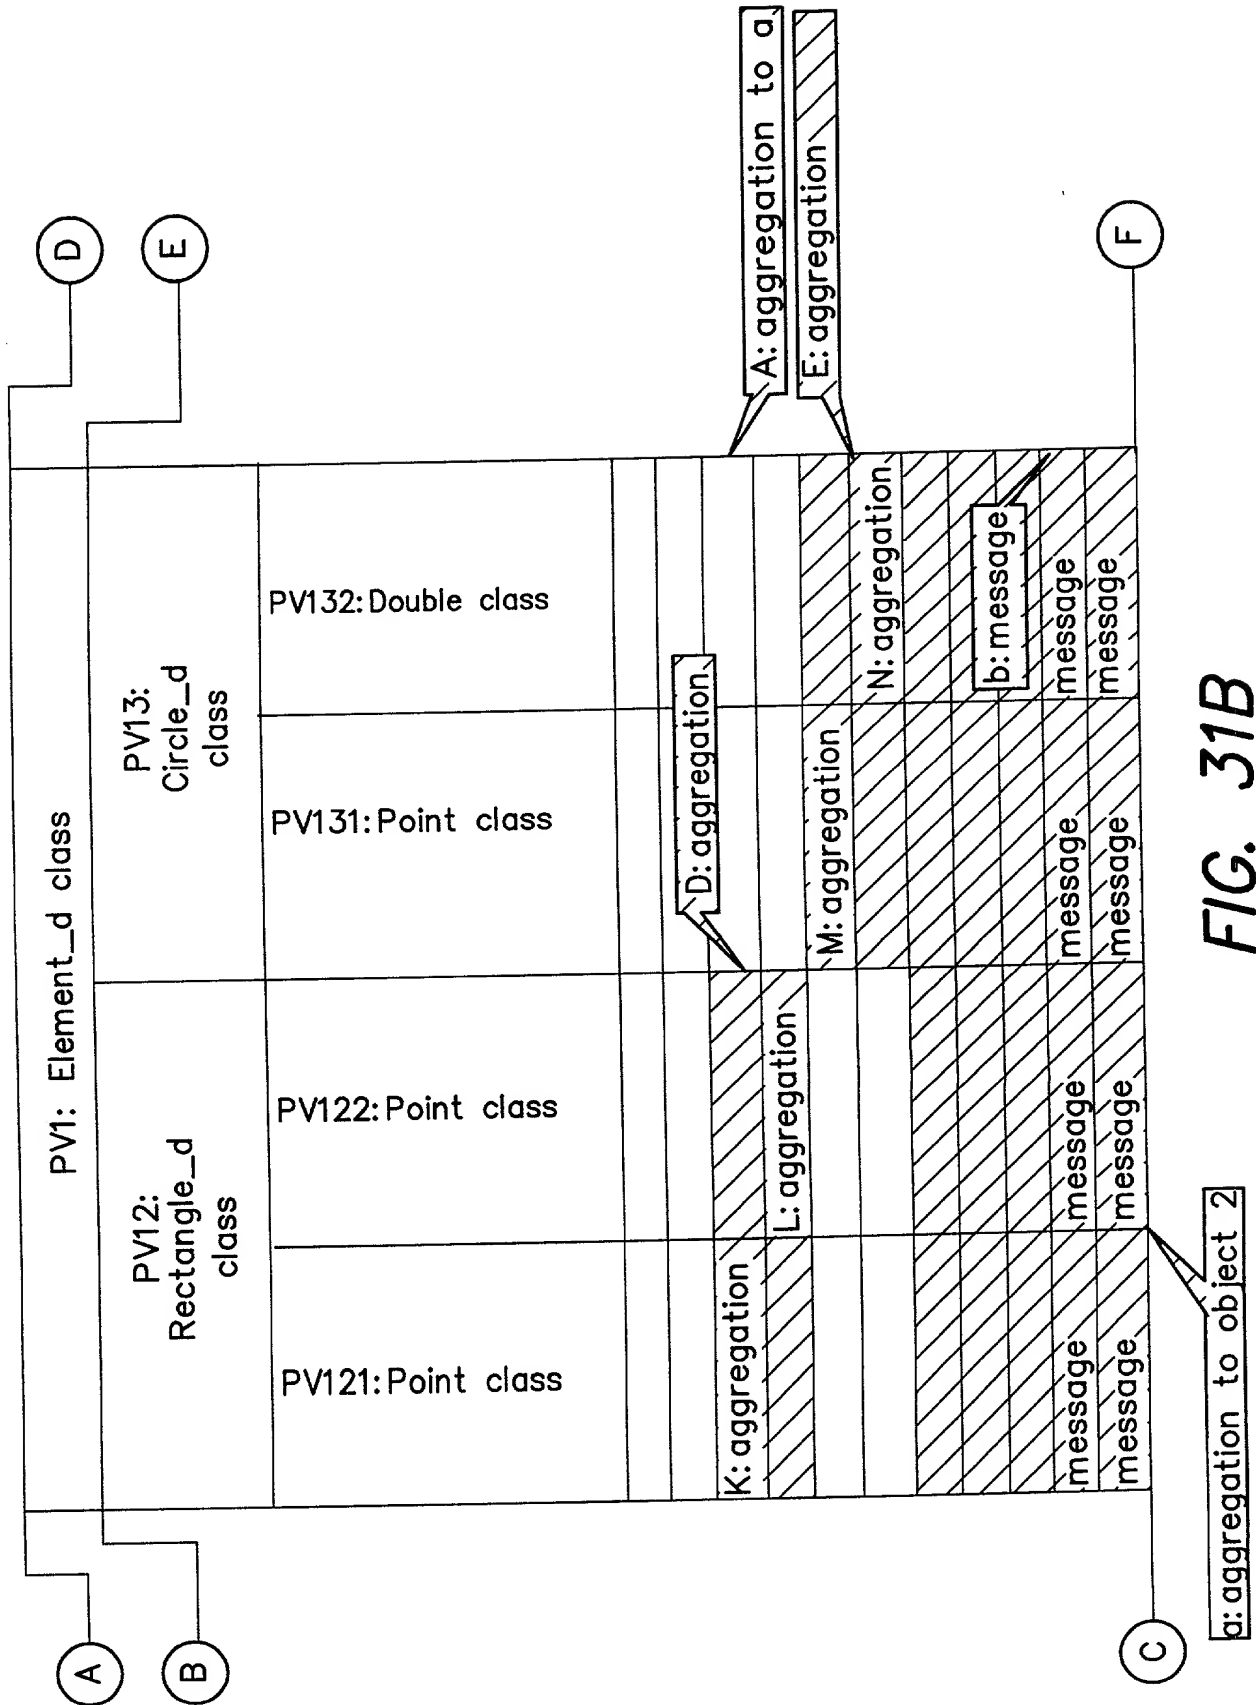 A
D
B
E
PV1: Element_d class
PV12:
Rectangle_d
class
PV13:
Circle_d
class
PV121: Point class
PV122: Point class
PV131: Point class
PV132: Double class
D: aggregation
K: aggregation
A: aggregation to a
L: aggregation
M: aggregation
E: aggregation
N: aggregation
b: message
message
message
message
message
message
message
message
message
C
F
a: aggregation to object 2
FIG. 31B